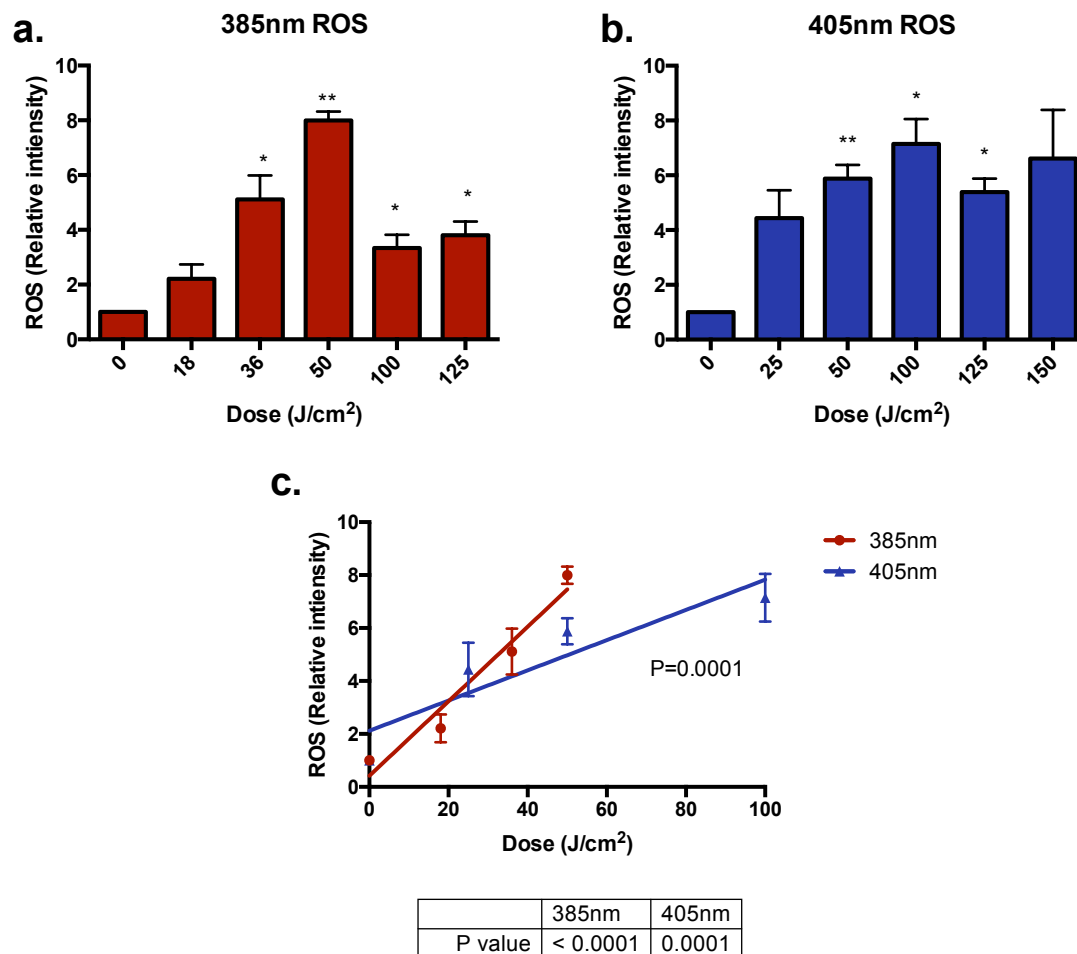 a.
385nm ROS
ROS (Relative intiensity)
10
8
6
4
2
0
*
**
*
*
0 18 36 50 100 125
Dose (J/cm²)
b.
405nm ROS
ROS (Relative intiensity)
10
8
6
4
2
0
**
*
*
0 25 50 100 125 150
Dose (J/cm²)
c.
ROS (Relative intiensity)
10
8
6
4
2
0
0 20 40 60 80 100
Dose (J/cm²)
P=0.0001
385nm
405nm
385nm 405nm
P value < 0.0001 0.0001